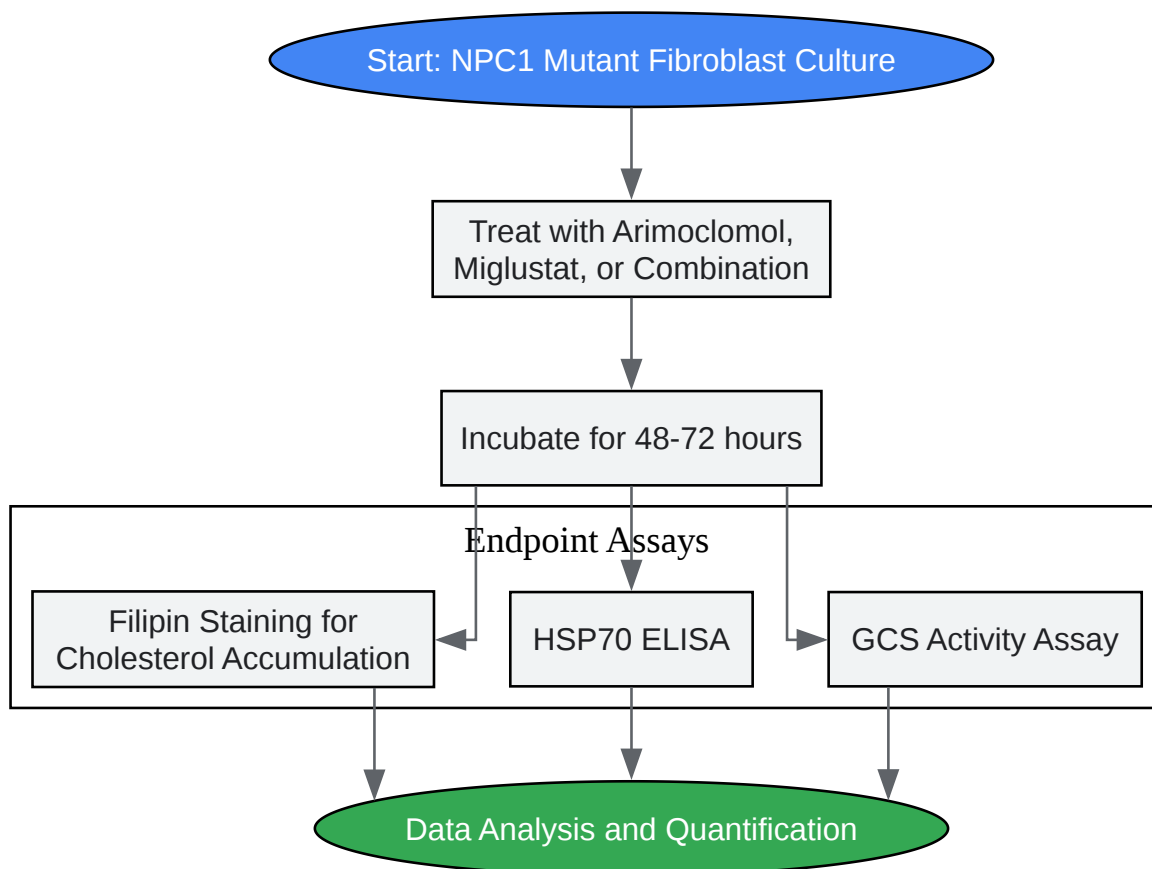 Start: NPC1 Mutant Fibroblast Culture
Treat with Arimoclomol,
Miglustat, or Combination
Incubate for 48-72 hours
Endpoint Assays
Filipin Staining for
Cholesterol Accumulation
HSP70 ELISA
GCS Activity Assay
Data Analysis and Quantification